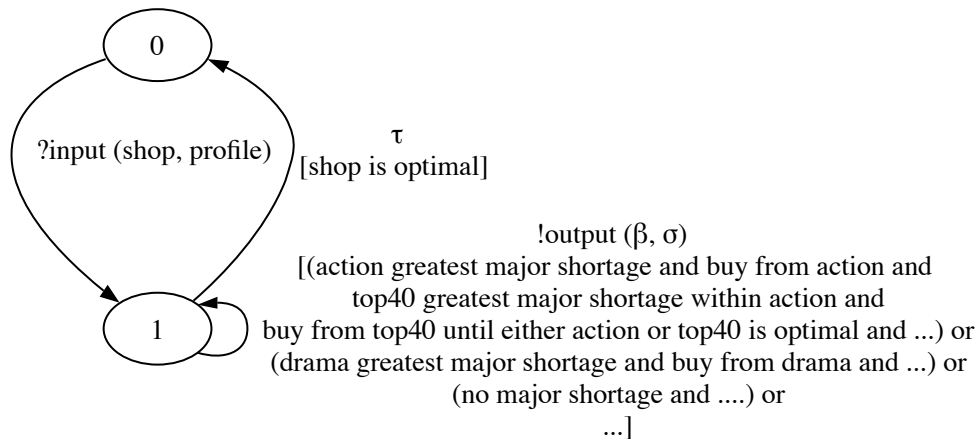 0
?input (shop, profile)
τ
[shop is optimal]
!output (β, σ)
[(action greatest major shortage and buy from action and
top40 greatest major shortage within action and
buy from top40 until either action or top40 is optimal and ...) or
(drama greatest major shortage and buy from drama and ...) or
(no major shortage and ....) or
...]
1